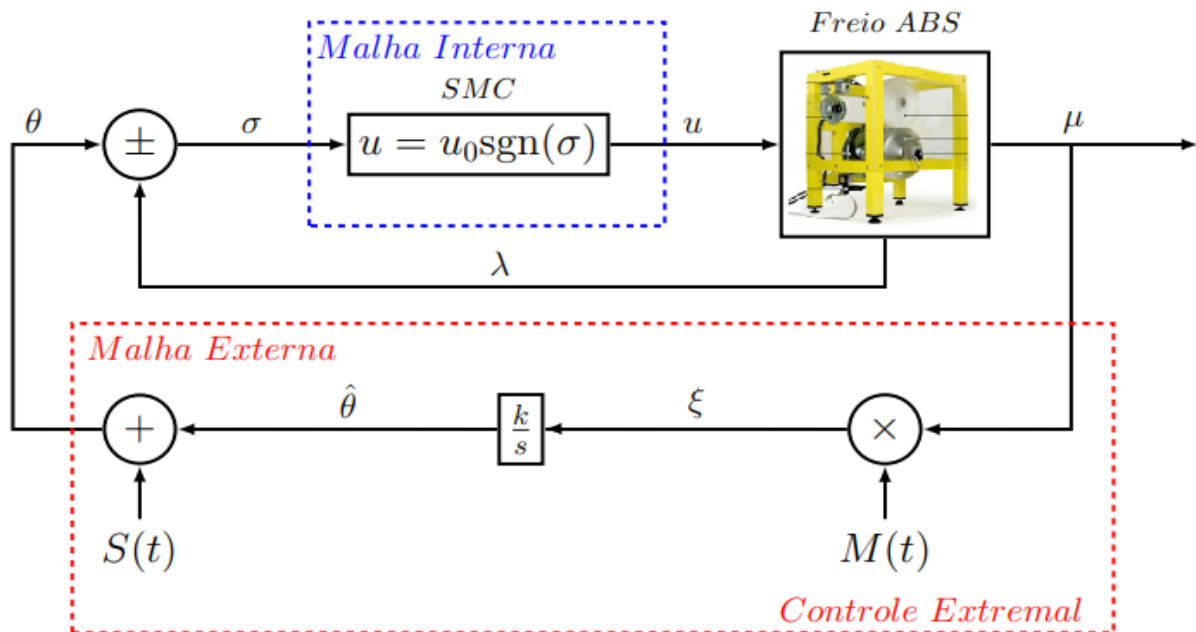 Freio ABS
Malha Interna
SMC
θ
±
σ
u = u₀sgn(σ)
u
μ
λ
Malha Externa
+
θ̂
k/s
ξ
×
S(t)
M(t)
Controle Extremal